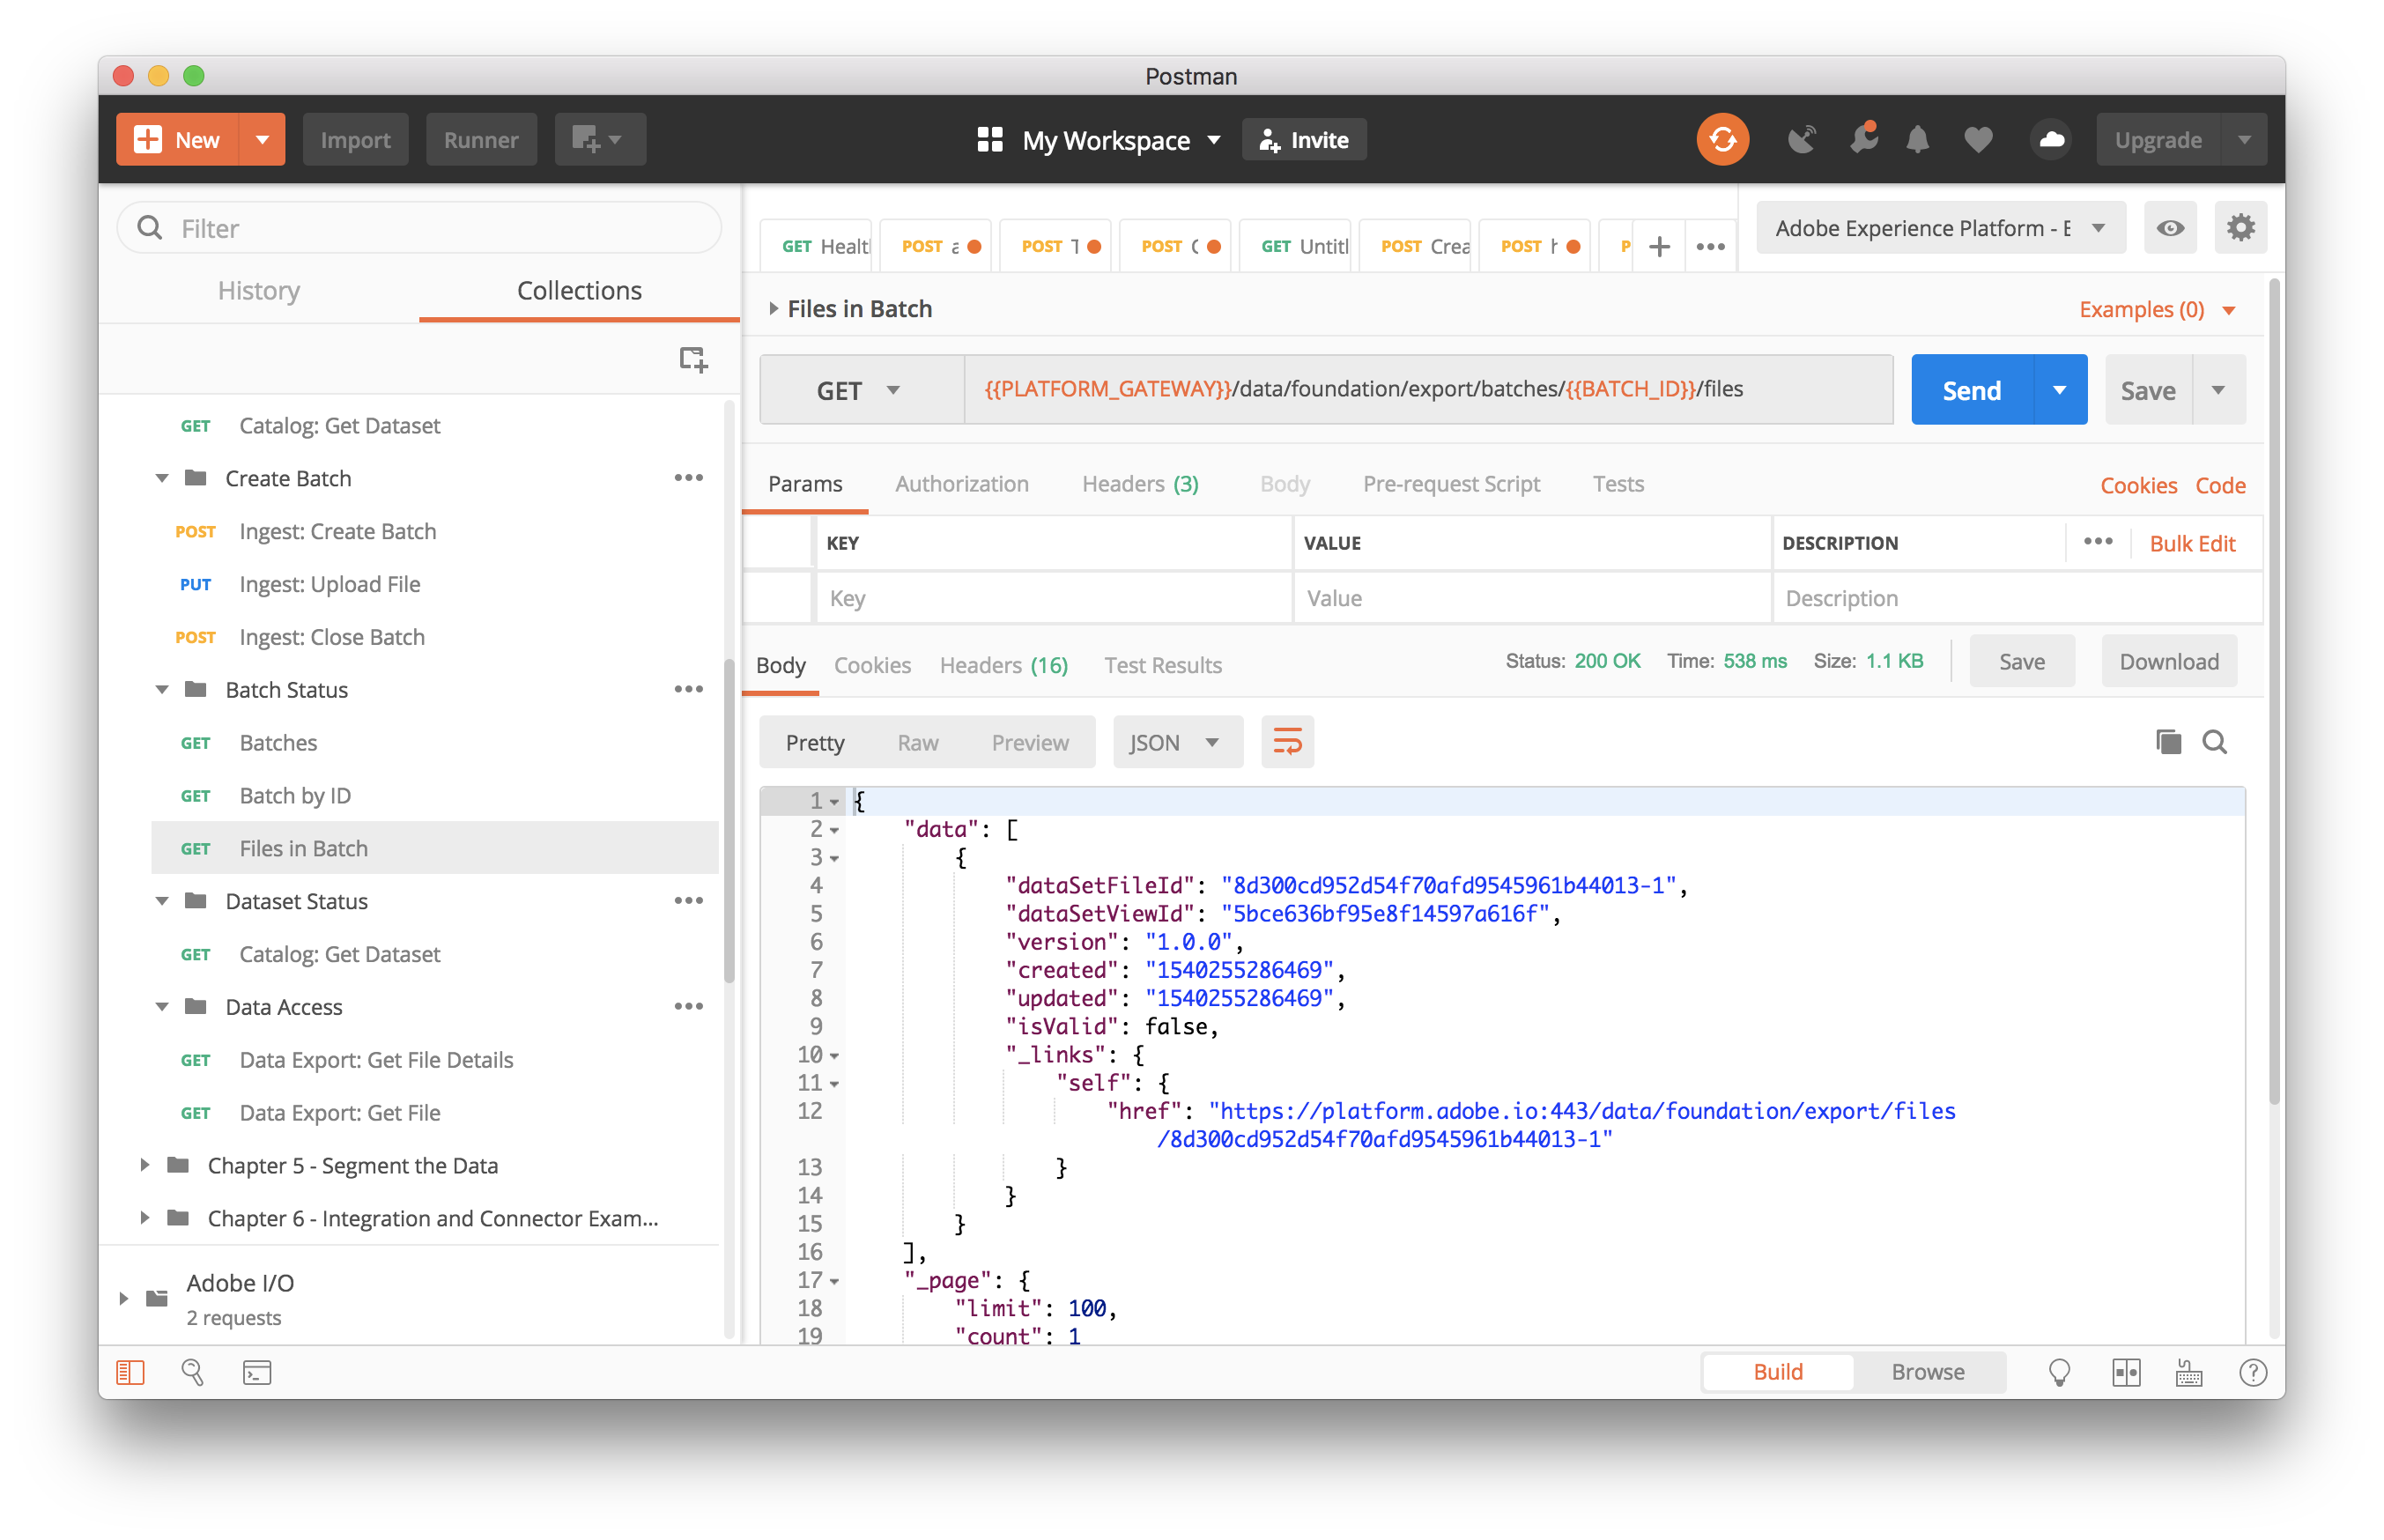 Postman
New
Import
Runner
My Workspace
Invite
Upgrade
Filter
History
Collections
GET Catalog: Get Dataset
Create Batch
POST Ingest: Create Batch
PUT Ingest: Upload File
POST Ingest: Close Batch
Batch Status
GET Batches
GET Batch by ID
GET Files in Batch
Dataset Status
GET Catalog: Get Dataset
Data Access
GET Data Export: Get File Details
GET Data Export: Get File
Chapter 5 - Segment the Data
Chapter 6 - Integration and Connector Exam...
Adobe I/O
2 requests
GET Healt
POST a
POST T
POST
GET Untitl
POST Crea
POST h
P
Adobe Experience Platform - E
Files in Batch
Examples (0)
GET
{{PLATFORM_GATEWAY}}/data/foundation/export/batches/{{BATCH_ID}}/files
Send
Save
Params Authorization Headers (3) Body Pre-request Script Tests
Cookies Code
KEY VALUE DESCRIPTION
Bulk Edit
Key Value Description
Body Cookies Headers (16) Test Results
Status: 200 OK Time: 538 ms Size: 1.1 KB
Save
Download
Pretty Raw Preview
JSON
1 {
2 "data": [
3 {
4 "dataSetFileId": "8d300cd952d54f70afd9545961b44013-1",
5 "dataSetViewId": "5bce636bf95e8f14597a616f",
6 "version": "1.0.0",
7 "created": "1540255286469",
8 "updated": "1540255286469",
9 "isValid": false,
10 "_links": {
11 "self": {
12 "href": "https://platform.adobe.io:443/data/foundation/export/files
/8d300cd952d54f70afd9545961b44013-1"
13 }
14 }
15 }
16 ],
17 "_page": {
18 "limit": 100,
19 "count": 1
Build
Browse